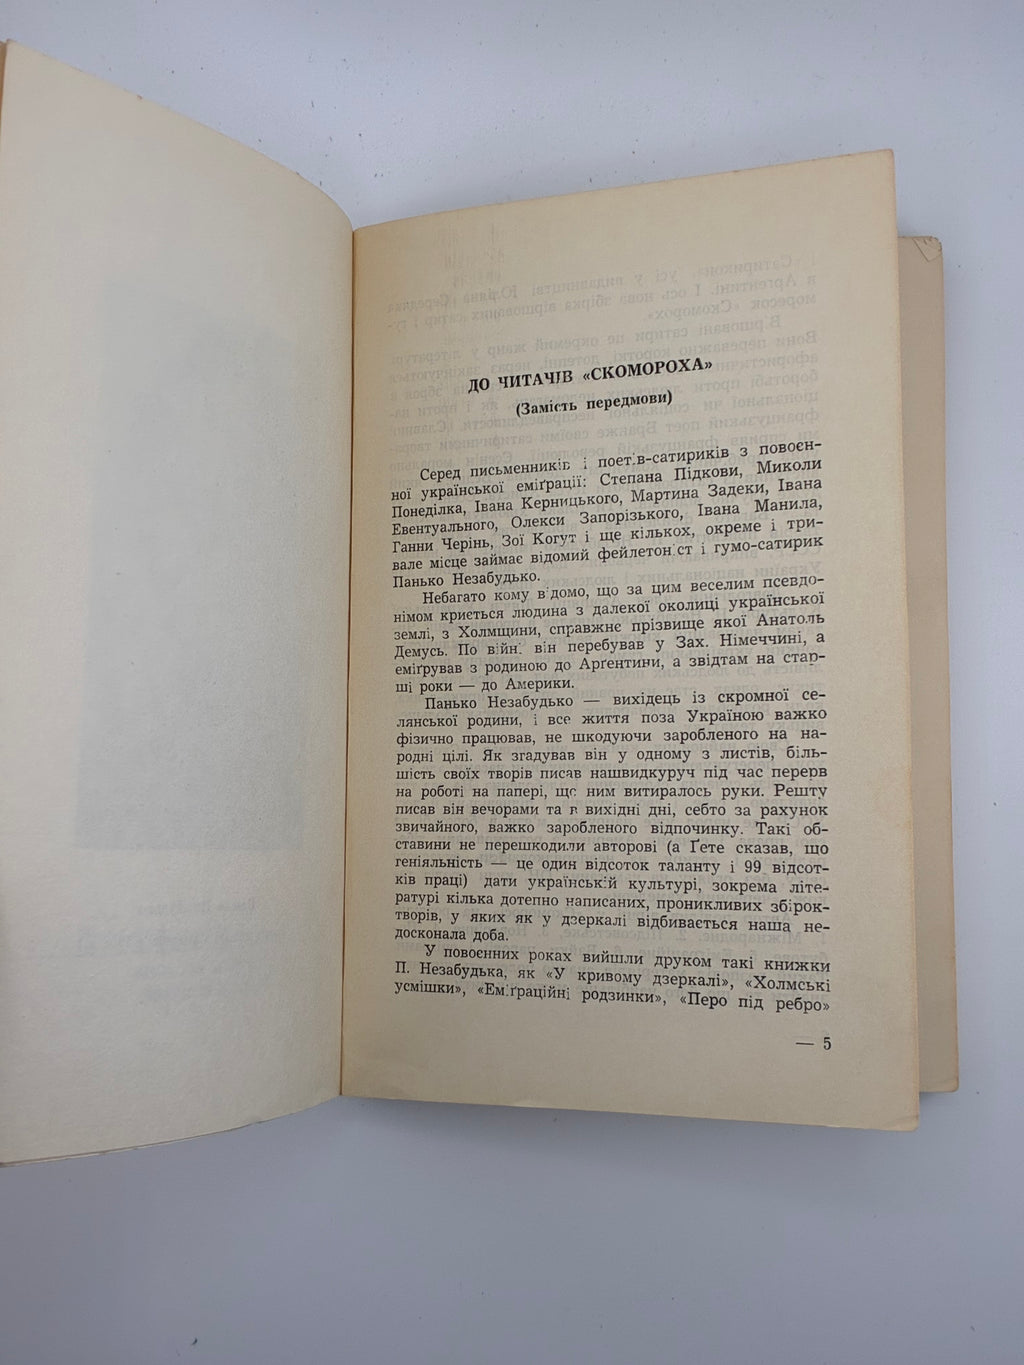 ДО ЧИТАЧІВ «СКОМОРОХА»
(Замість передмови)
Серед письменників і поетів-сатириків з повоєн-
ної української еміґрації: Степана Підкови, Миколи
Понеділка, Івана Керницького, Мартина Задеки, Івана
Евентуального, Олекси Запорізького, Івана Манила,
Ганни Черінь, Зої Когут і ще кількох, окреме і три-
вале місце займає відомий фейлетоніст і гумо-сатирик
Панько Незабудько.
Небагато кому відомо, що за цим веселим псевдо-
німом криється людина з далекої околиці української
землі, з Холмщини, справжнє прізвище якої Анатоль
Демусь. По війні він перебував у Зах. Німеччині, а
еміґрував з родиною до Арґентини, а звідтам на стар-
ші роки — до Америки.
Панько Незабудько — вихідець із скромної се-
лянської родини, і все життя поза Україною важко
фізично працював, не шкодуючи заробленого на на-
родні цілі. Як згадував він у одному з листів, біль-
шість своїх творів писав нашвидкуруч під час перерв
на роботі на папері, що ним витиралось руки. Решту
писав він вечорами та в вихідні дні, себто за рахунок
звичайного, важко заробленого відпочинку. Такі об-
ставини не перешкодили авторові (а Ґете сказав, що
геніяльність — це один відсоток таланту і 99 відсот-
ків праці) дати українській культурі, зокрема літе-
ратурі кілька дотепно написаних, проникливих збірок-
творів, у яких як у дзеркалі відбивається наша не-
досконала доба.
У повоєнних роках вийшли друком такі книжки
П. Незабудька, як «У кривому дзеркалі», «Холмські
усмішки», «Еміґраційні родзинки», «Перо під ребро»
— 5